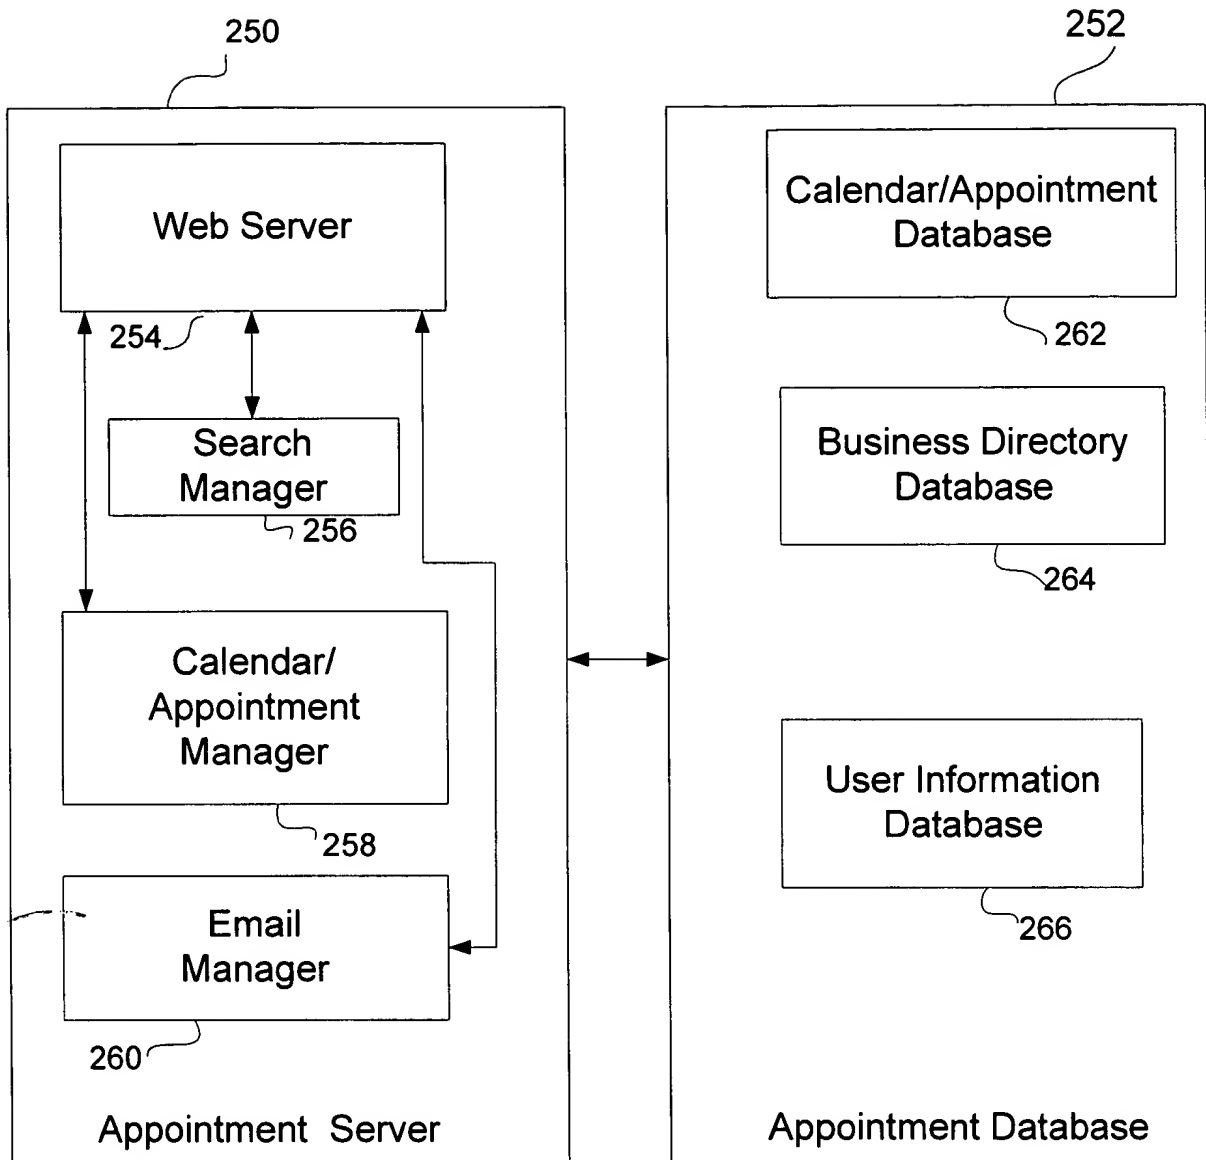 250
252
Web Server
254
Search
Manager
256
Calendar/
Appointment
Manager
258
Email
Manager
260
Appointment Server
Calendar/Appointment
Database
262
Business Directory
Database
264
User Information
Database
266
Appointment Database